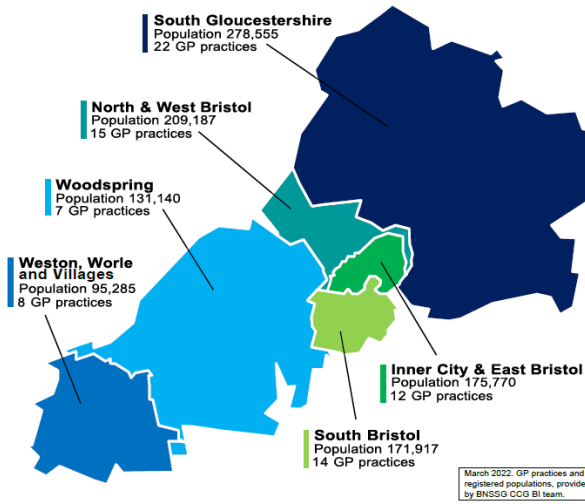 South Gloucestershire
Population 278,555
22 GP practices
North & West Bristol
Population 209,187
15 GP practices
Woodspring
Population 131,140
7 GP practices
Weston, Worle
and Villages
Population 95,285
8 GP practices
Inner City & East Bristol
Population 175,770
12 GP practices
South Bristol
Population 171,917
14 GP practices
March 2022. GP practices and
registered populations, provide
by BNSSG CCG BI team.